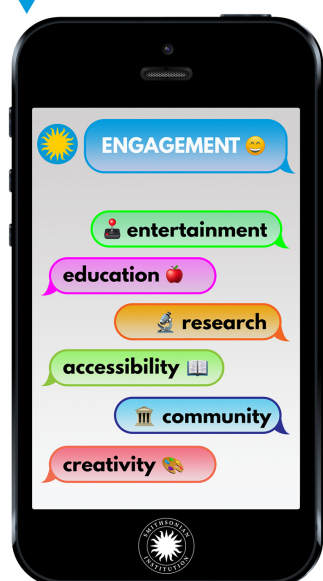 ENGAGEMENT 😄
🕹️ entertainment
education 🍎
🔬 research
accessibility 📖
🏛️ community
creativity 🎨
SMITHSONIAN
INSTITUTION